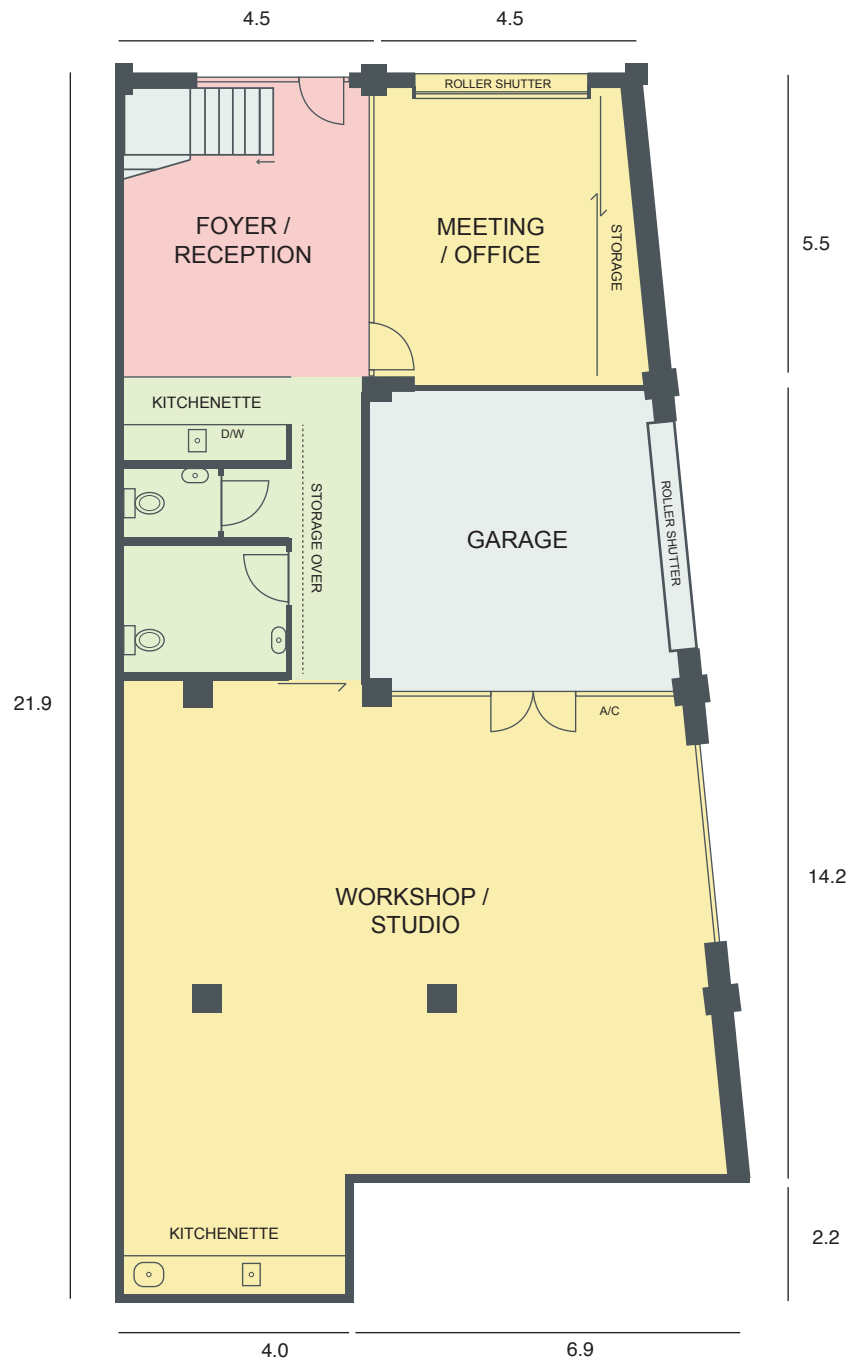 4.5
4.5
ROLLER SHUTTER
FOYER /
RECEPTION
MEETING
/ OFFICE
STORAGE
5.5
KITCHENETTE
D/W
STORAGE OVER
GARAGE
ROLLER SHUTTER
21.9
A/C
WORKSHOP /
STUDIO
14.2
KITCHENETTE
2.2
4.0
6.9